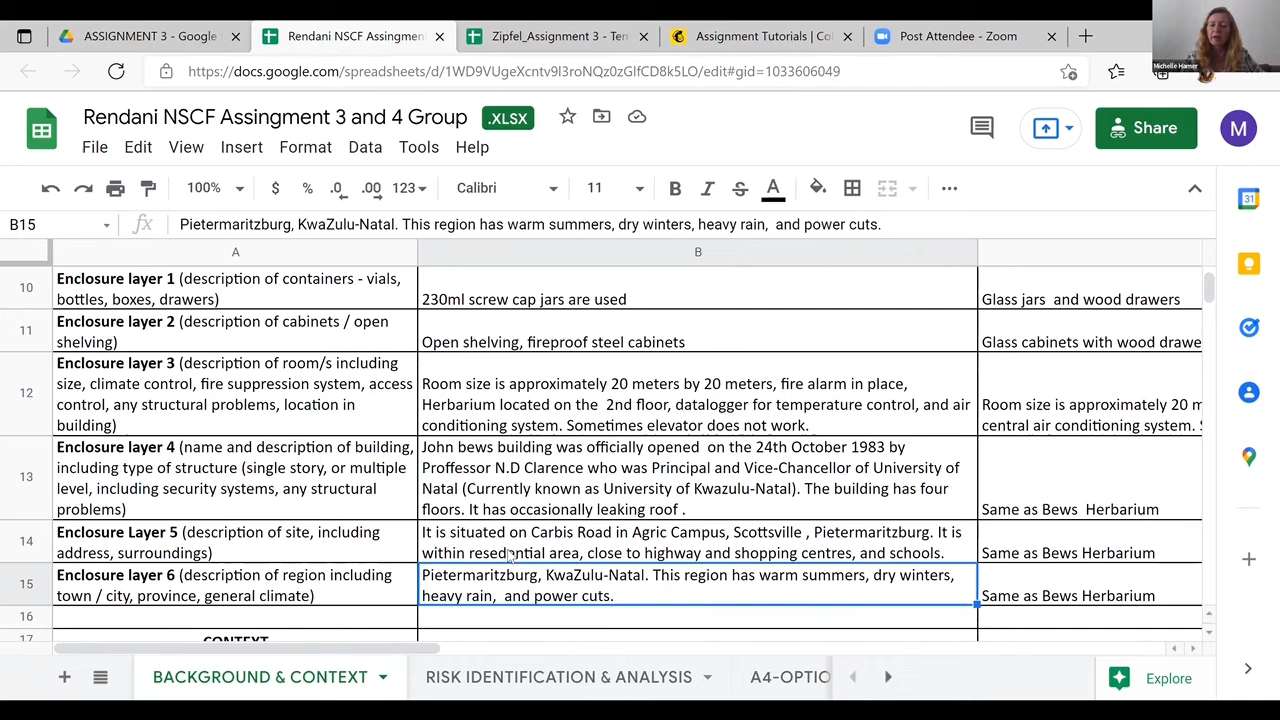 ASSIGNMENT 3 - Google
Rendani NSCF Assingment
Zipfel_Assignment 3 - Tem
Assignment Tutorials | Col
Post Attendee - Zoom
Michelle Hamer
https://docs.google.com/spreadsheets/d/1WD
edit#gid=1033606049
Rendani NSCF Assingment 3 and 4 Group
.XLSX
Share
M
File Edit View Insert Format Data Tools Help
100% $ % .0 .00 123 Calibri 11 B I S A
31
B15
fx
Pietermaritzburg, KwaZulu-Natal. This region has warm summers, dry winters, heavy rain,  and power cuts.
A
B
10
Enclosure layer 1 (description of containers - vials,
bottles, boxes, drawers)
230ml screw cap jars are used
Glass jars  and wood drawers
11
Enclosure layer 2 (description of cabinets / open
shelving)
Open shelving, fireproof steel cabinets
Glass cabinets with wood drawe
12
Enclosure layer 3 (description of room/s including
size, climate control, fire suppression system, access
control, any structural problems, location in
building)
Room size is approximately 20 meters by 20 meters, fire alarm in place,
Herbarium located on the  2nd floor, datalogger for temperature control, and air
conditioning system. Sometimes elevator does not work.
Room size is approximately 20 m
central air conditioning system. S
13
Enclosure layer 4 (name and description of building,
including type of structure (single story, or multiple
level, including security systems, any structural
problems)
John bews building was officially opened  on the 24th October 1983 by
Proffessor N.D Clarence who was Principal and Vice-Chancellor of University of
Natal (Currently known as University of Kwazulu-Natal). The building has four
floors. It has occasionally leaking roof .
Same as Bews  Herbarium
14
Enclosure Layer 5 (description of site, including
address, surroundings)
It is situated on Carbis Road in Agric Campus, Scottsville , Pietermaritzburg. It is
within resedential area, close to highway and shopping centres, and schools.
Same as Bews Herbarium
15
Enclosure layer 6 (description of region including
town / city, province, general climate)
Pietermaritzburg, KwaZulu-Natal. This region has warm summers, dry winters,
heavy rain,  and power cuts.
Same as Bews Herbarium
16
17
CONTEXT
BACKGROUND & CONTEXT
RISK IDENTIFICATION & ANALYSIS
A4-OPTIO
Explore